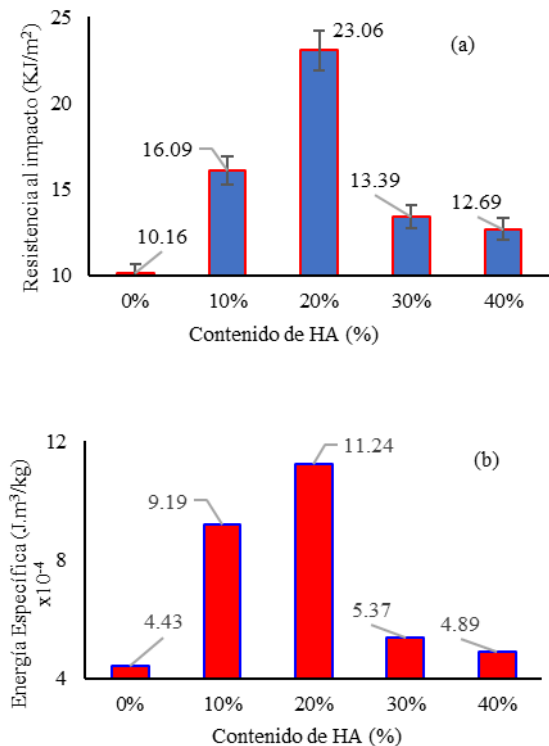 (a)
Resistencia al impacto (KJ/m²)
25
20
15
10
10.16
16.09
23.06
13.39
12.69
0% 10% 20% 30% 40%
Contenido de HA (%)
(b)
Energía Específica (J.m³/kg)
x10⁻⁴
12
8
4
4.43
9.19
11.24
5.37
4.89
0% 10% 20% 30% 40%
Contenido de HA (%)